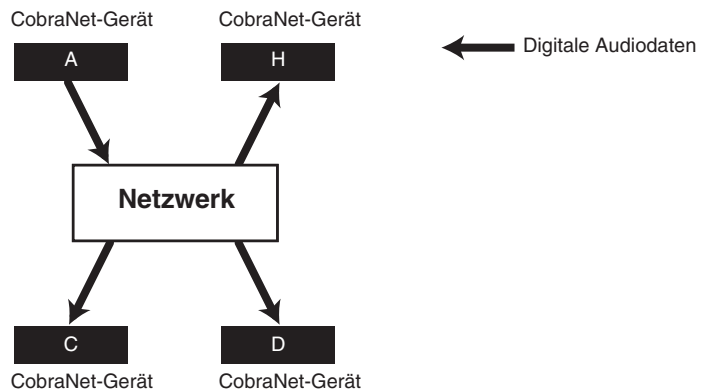 CobraNet-Gerät
CobraNet-Gerät
Digitale Audiodaten
A
H
Netzwerk
C
D
CobraNet-Gerät
CobraNet-Gerät